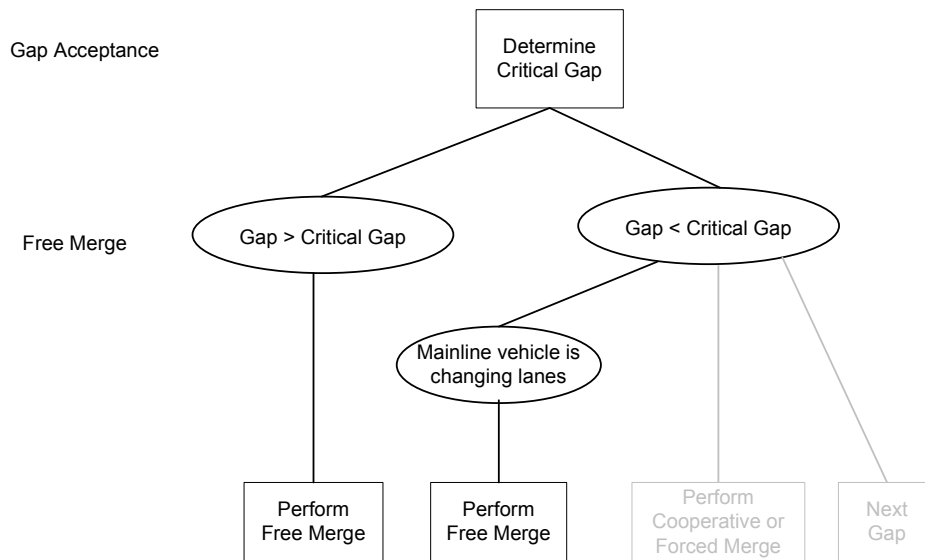 Gap Acceptance
Determine
Critical Gap
Free Merge
Gap > Critical Gap
Gap < Critical Gap
Mainline vehicle is
changing lanes
Perform
Free Merge
Perform
Free Merge
Perform
Cooperative or
Forced Merge
Next
Gap